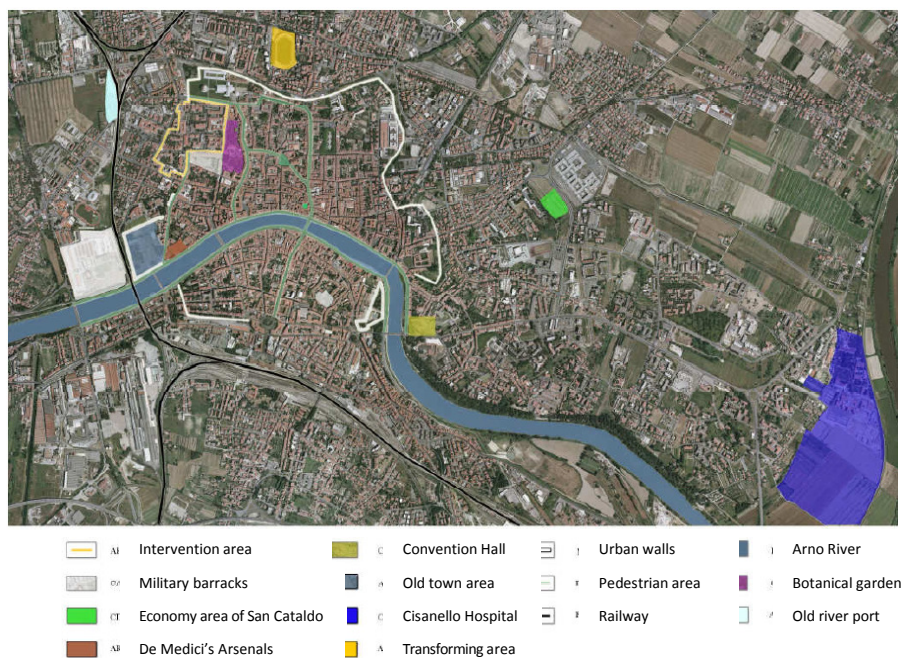 Intervention area
Convention Hall
Urban walls
Arno River
Military barracks
Old town area
Pedestrian area
Botanical garden
Economy area of San Cataldo
Cisanello Hospital
Railway
Old river port
De Medici's Arsenals
Transforming area